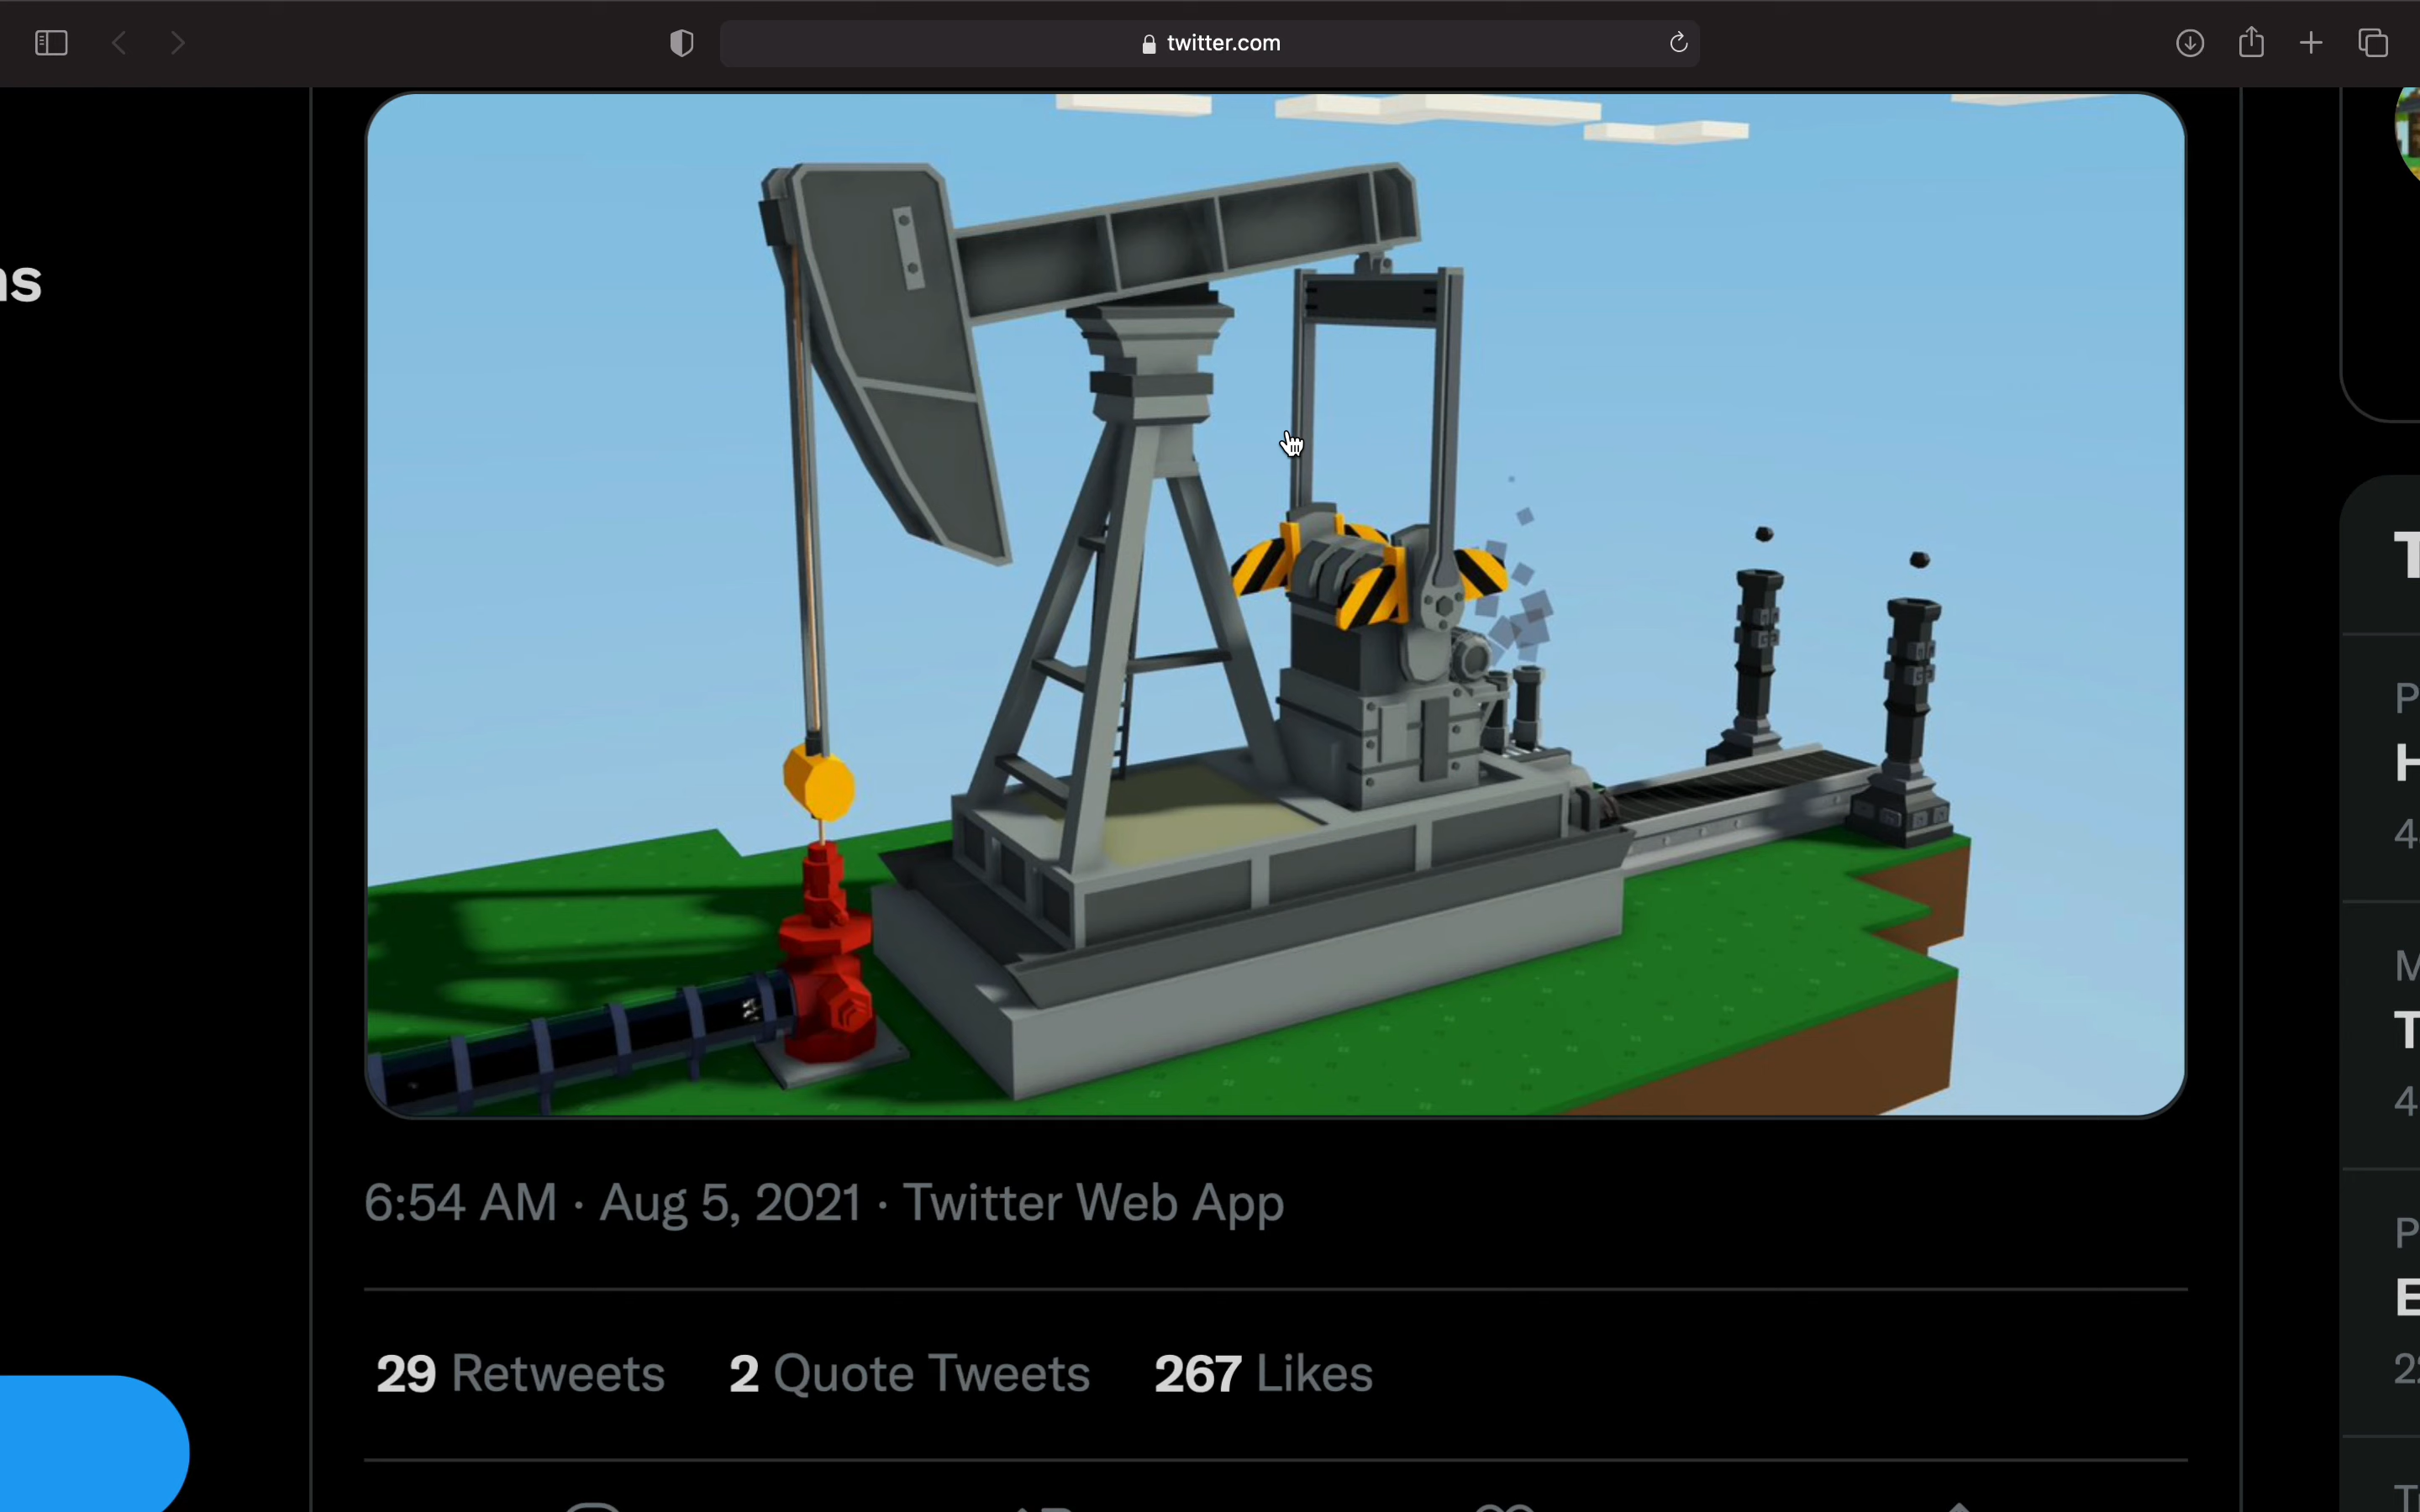 twitter.com
6:54 AM · Aug 5, 2021 · Twitter Web App
29 Retweets 2 Quote Tweets 267 Likes